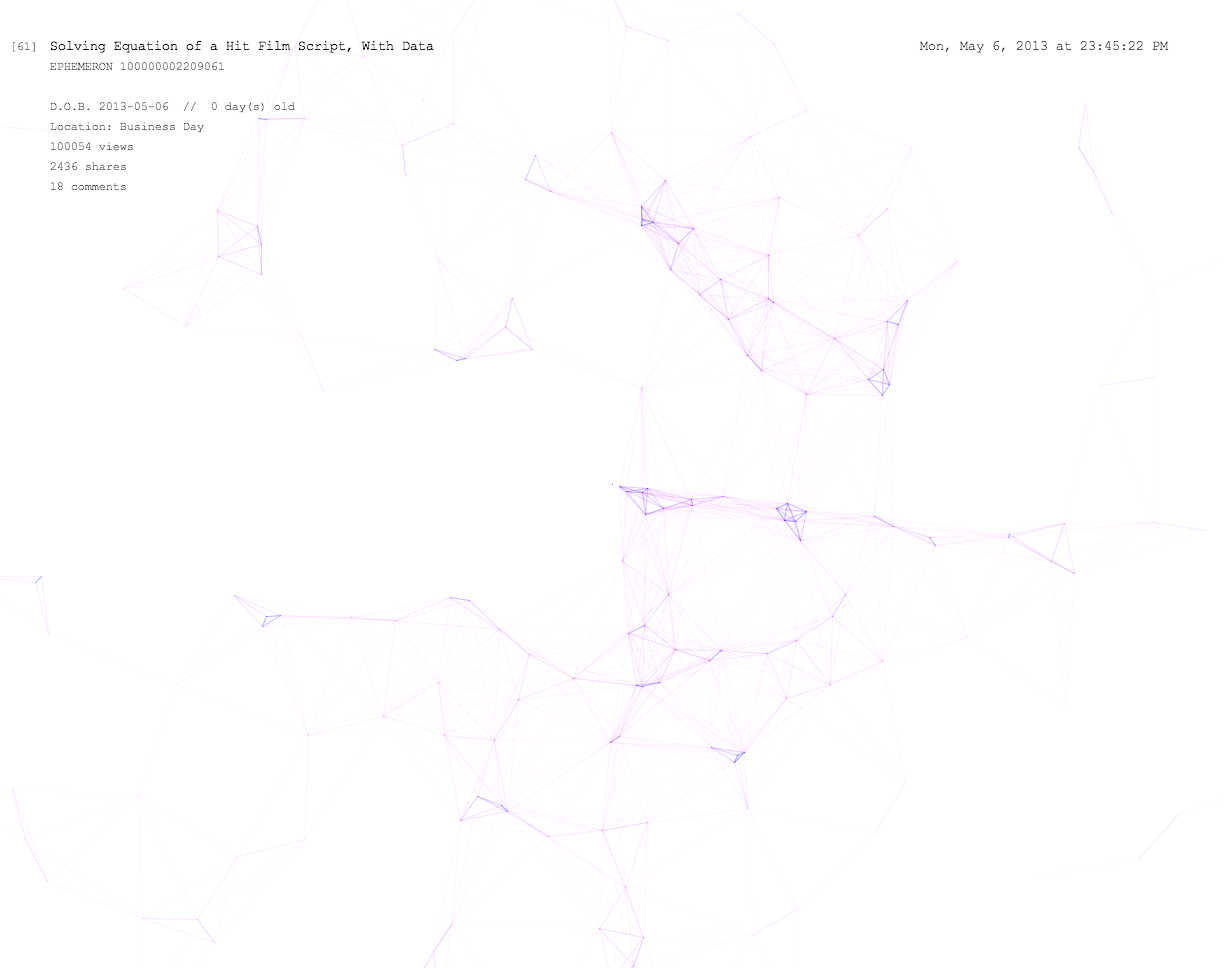 [61] Solving Equation of a Hit Film Script, With Data
Mon, May 6, 2013 at 23:45:22 PM
EPHEMERON 100000002209061
D.O.B. 2013-05-06 // 0 day(s) old
Location: Business Day
100054 views
2436 shares
18 comments